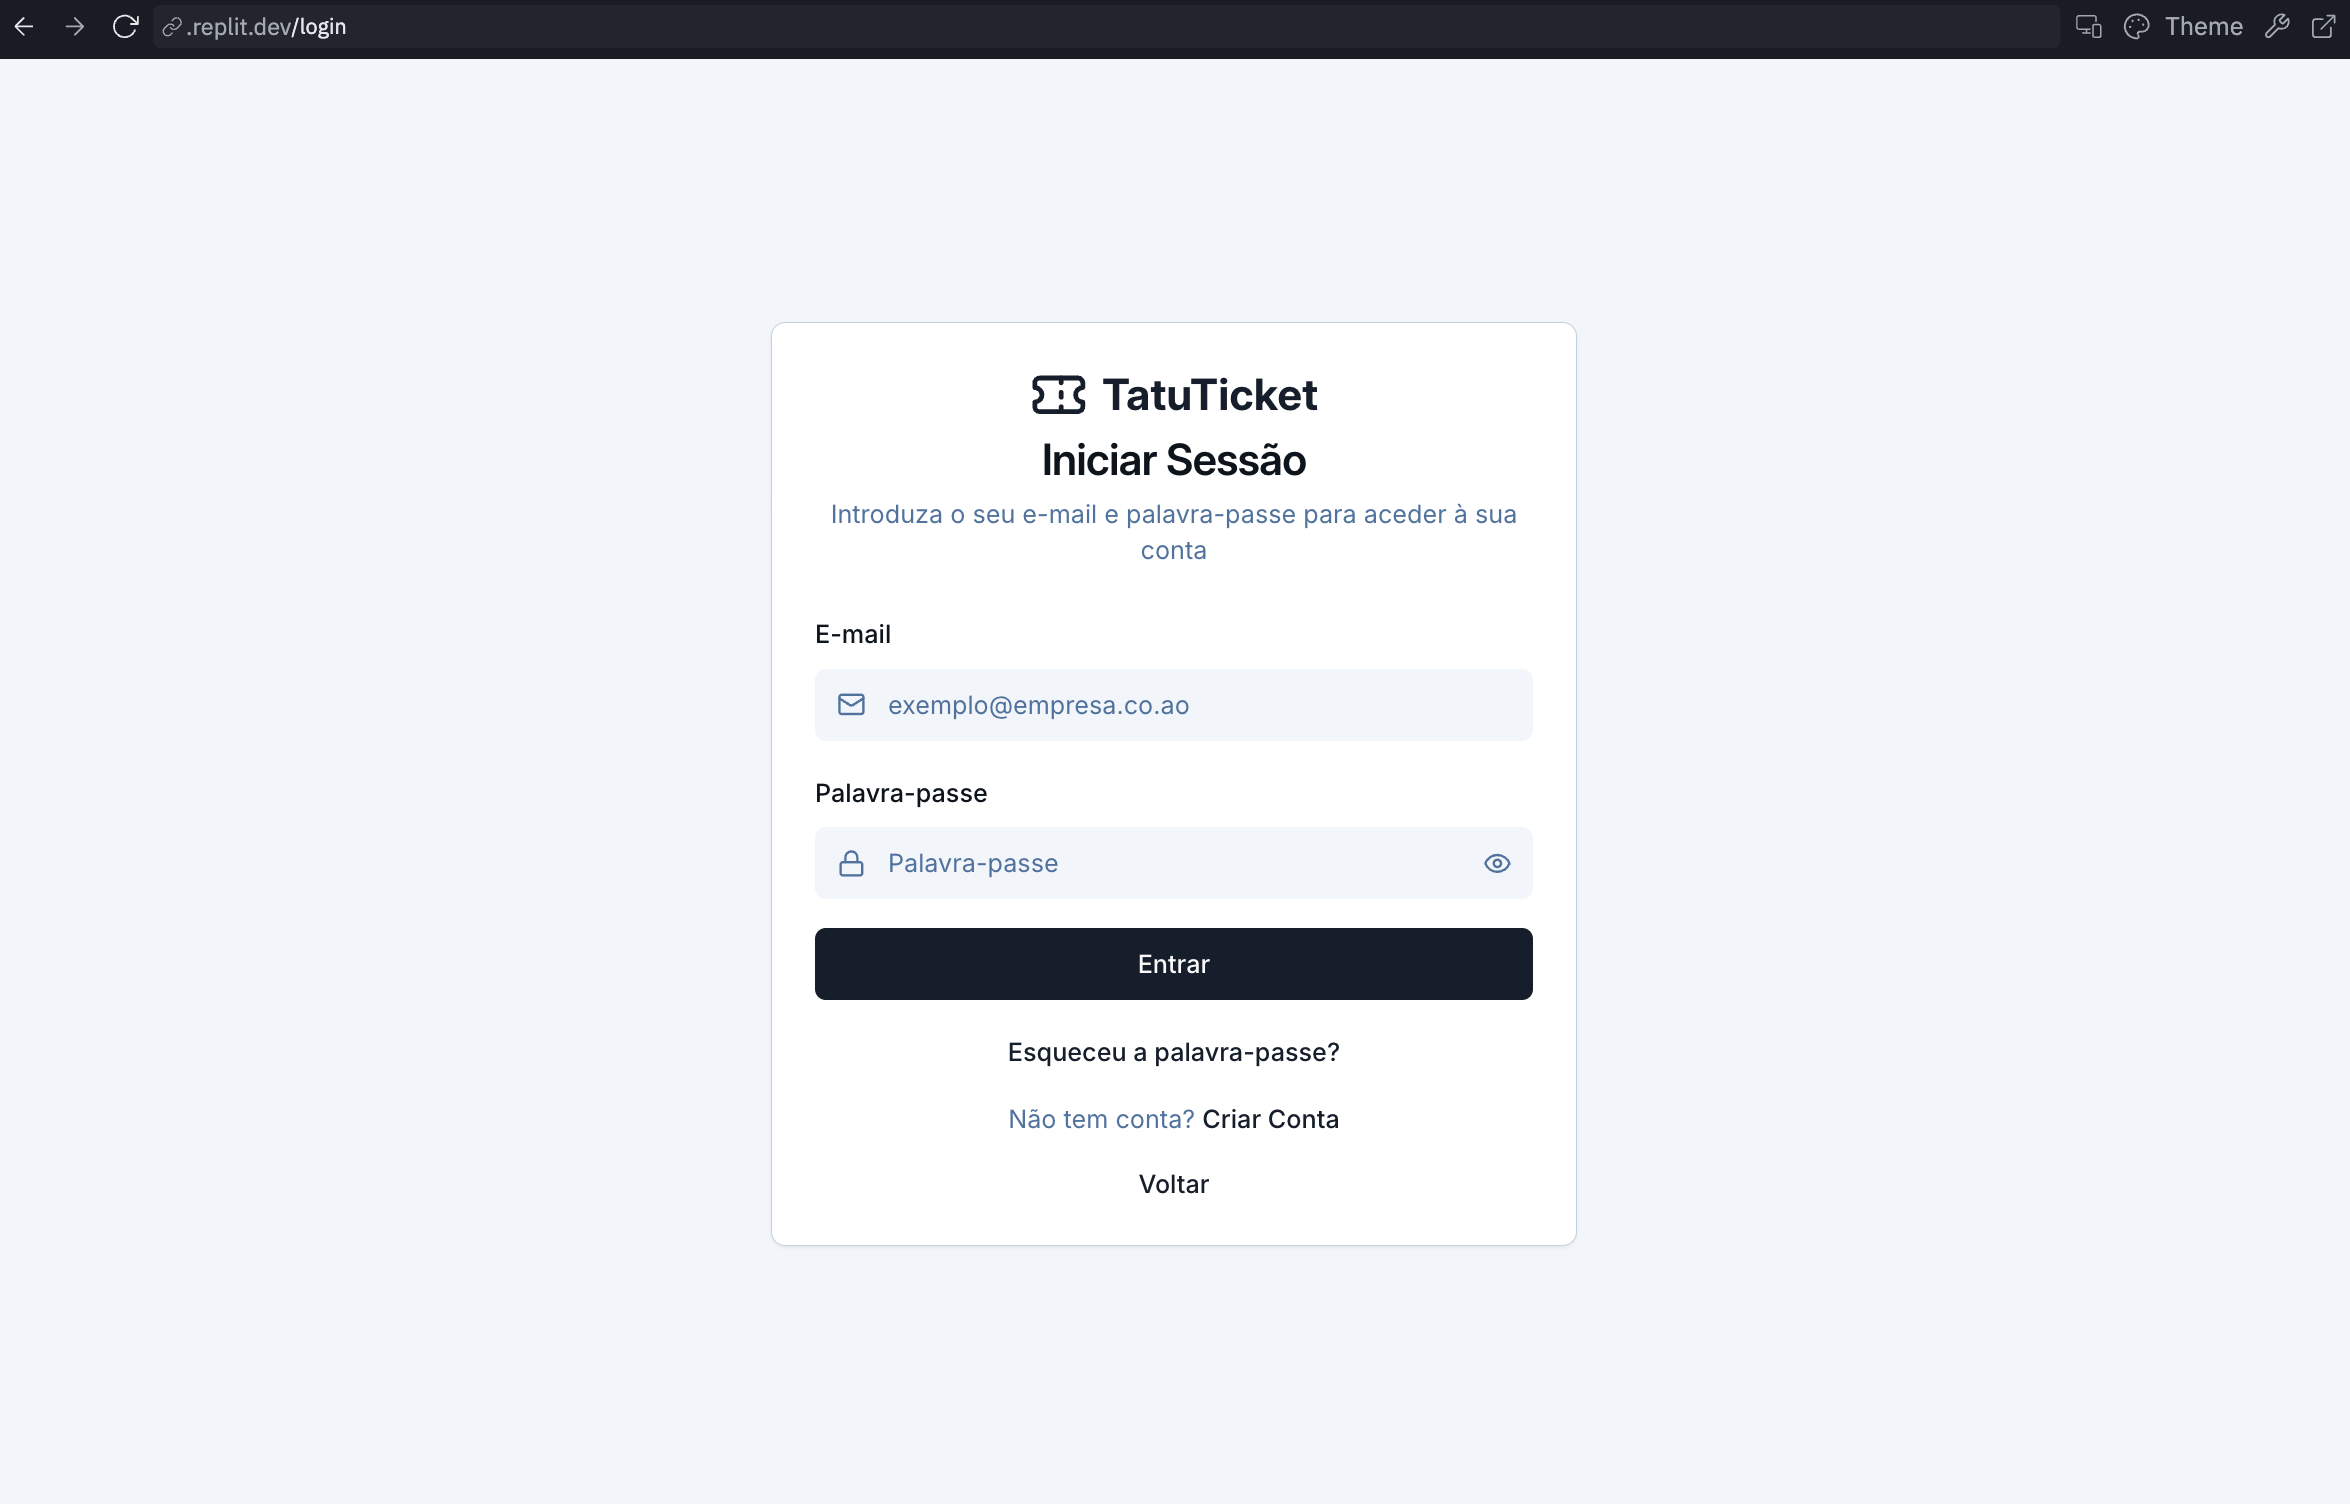 .replit.dev/login
Theme
TatuTicket
Iniciar Sessão
Introduza o seu e-mail e palavra-passe para aceder à sua
conta
E-mail
exemplo@empresa.co.ao
Palavra-passe
Palavra-passe
Entrar
Esqueceu a palavra-passe?
Não tem conta? Criar Conta
Voltar